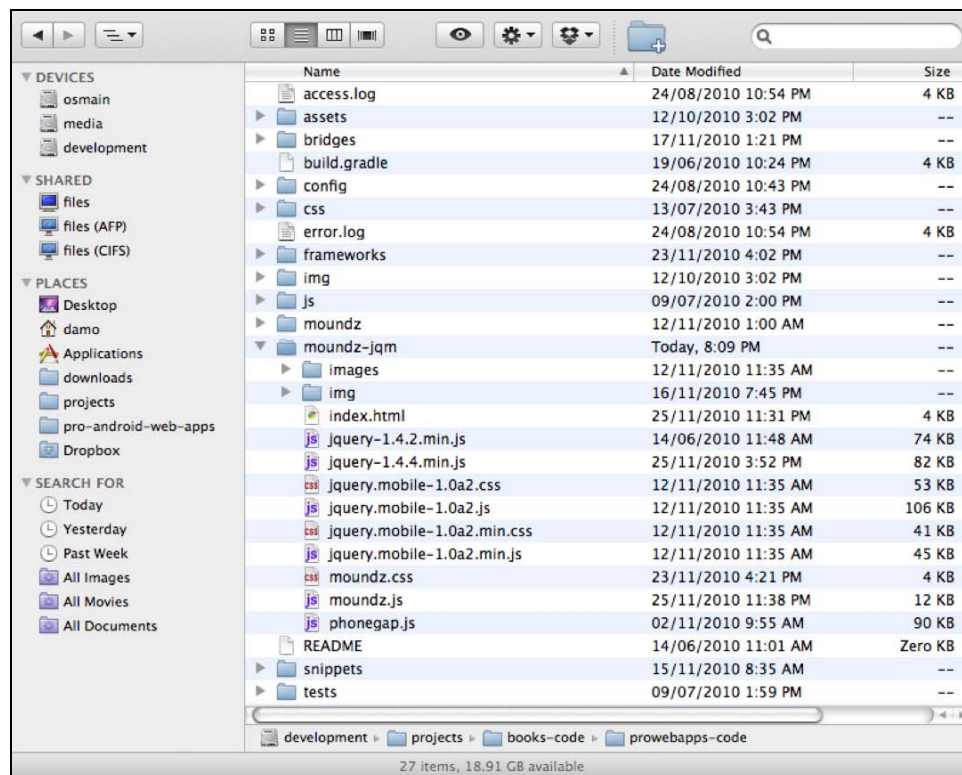 Name Date Modified Size
DEVICES
osmain
media
development
SHARED
files
files (AFP)
files (CIFS)
PLACES
Desktop
damo
Applications
downloads
projects
pro-android-web-apps
Dropbox
SEARCH FOR
Today
Yesterday
Past Week
All Images
All Movies
All Documents
access.log 24/08/2010 10:54 PM 4 KB
assets 12/10/2010 3:02 PM --
bridges 17/11/2010 1:21 PM --
build.gradle 19/06/2010 10:24 PM 4 KB
config 24/08/2010 10:43 PM --
css 13/07/2010 3:43 PM --
error.log 24/08/2010 10:54 PM 4 KB
frameworks 23/11/2010 4:02 PM --
img 12/10/2010 3:02 PM --
js 09/07/2010 2:00 PM --
moundz 12/11/2010 1:00 AM --
moundz-jqm Today, 8:09 PM --
images 12/11/2010 11:35 AM --
img 16/11/2010 7:45 PM --
index.html 25/11/2010 11:31 PM 4 KB
js jquery-1.4.2.min.js 14/06/2010 11:48 AM 74 KB
js jquery-1.4.4.min.js 25/11/2010 3:52 PM 82 KB
css jquery.mobile-1.0a2.css 12/11/2010 11:35 AM 53 KB
js jquery.mobile-1.0a2.js 12/11/2010 11:35 AM 106 KB
css jquery.mobile-1.0a2.min.css 12/11/2010 11:35 AM 41 KB
js jquery.mobile-1.0a2.min.js 12/11/2010 11:35 AM 45 KB
css moundz.css 23/11/2010 4:21 PM 4 KB
js moundz.js 25/11/2010 11:38 PM 12 KB
js phonegap.js 02/11/2010 9:55 AM 90 KB
README 14/06/2010 11:01 AM Zero KB
snippets 15/11/2010 8:35 AM --
tests 09/07/2010 1:59 PM --
development projects books-code prowebapps-code
27 items, 18.91 GB available